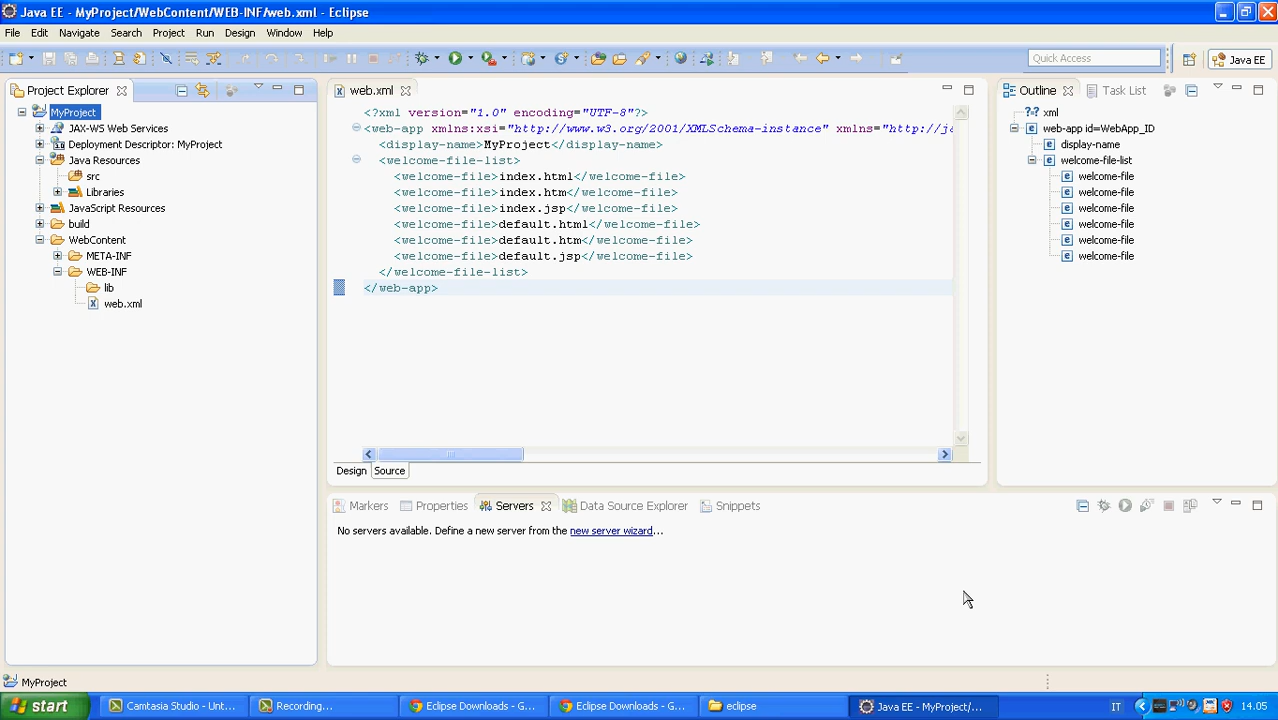 Java EE - MyProject/WebContent/WEB-INF/web.xml - Eclipse
File Edit Navigate Search Project Run Design Window Help
Quick Access
Java EE
Project Explorer
MyProject
JAX-WS Web Services
Deployment Descriptor: MyProject
Java Resources
src
Libraries
JavaScript Resources
build
WebContent
META-INF
WEB-INF
lib
web.xml
web.xml
<?xml version="1.0" encoding="UTF-8"?>
<web-app xmlns:xsi="http://www.w3.org/2001/XMLSchema-instance" xmlns="http://ja
<display-name>MyProject</display-name>
<welcome-file-list>
<welcome-file>index.html</welcome-file>
<welcome-file>index.htm</welcome-file>
<welcome-file>index.jsp</welcome-file>
<welcome-file>default.html</welcome-file>
<welcome-file>default.htm</welcome-file>
<welcome-file>default.jsp</welcome-file>
</welcome-file-list>
</web-app>
Design Source
Outline Task List
?? xml
web-app id=WebApp_ID
display-name
welcome-file-list
welcome-file
welcome-file
welcome-file
welcome-file
welcome-file
welcome-file
Markers Properties Servers Data Source Explorer Snippets
No servers available. Define a new server from the new server wizard...
MyProject
start Camtasia Studio - Unt... Recording... Eclipse Downloads - G... Eclipse Downloads - G... eclipse Java EE - MyProject/... IT 14.05